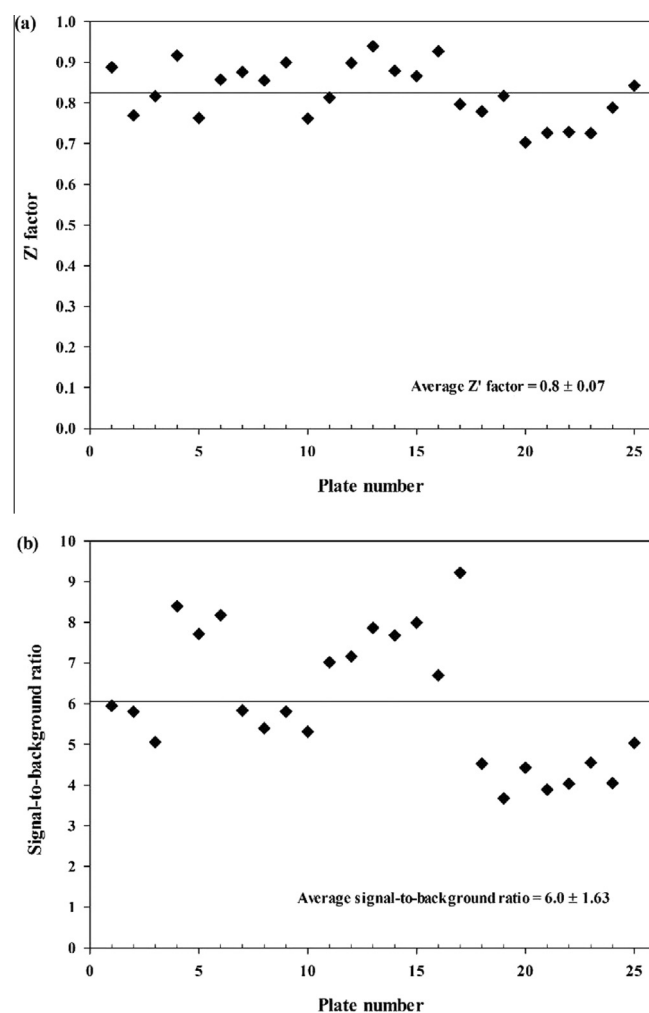 (a)
1.0
0.9
0.8
0.7
0.6
0.5
0.4
0.3
0.2
0.1
0.0
Z' factor
Average Z' factor = 0.8 ± 0.07
0 5 10 15 20 25
Plate number
(b)
10
9
8
7
6
5
4
3
2
1
0
Signal-to-background ratio
Average signal-to-background ratio = 6.0 ± 1.63
0 5 10 15 20 25
Plate number